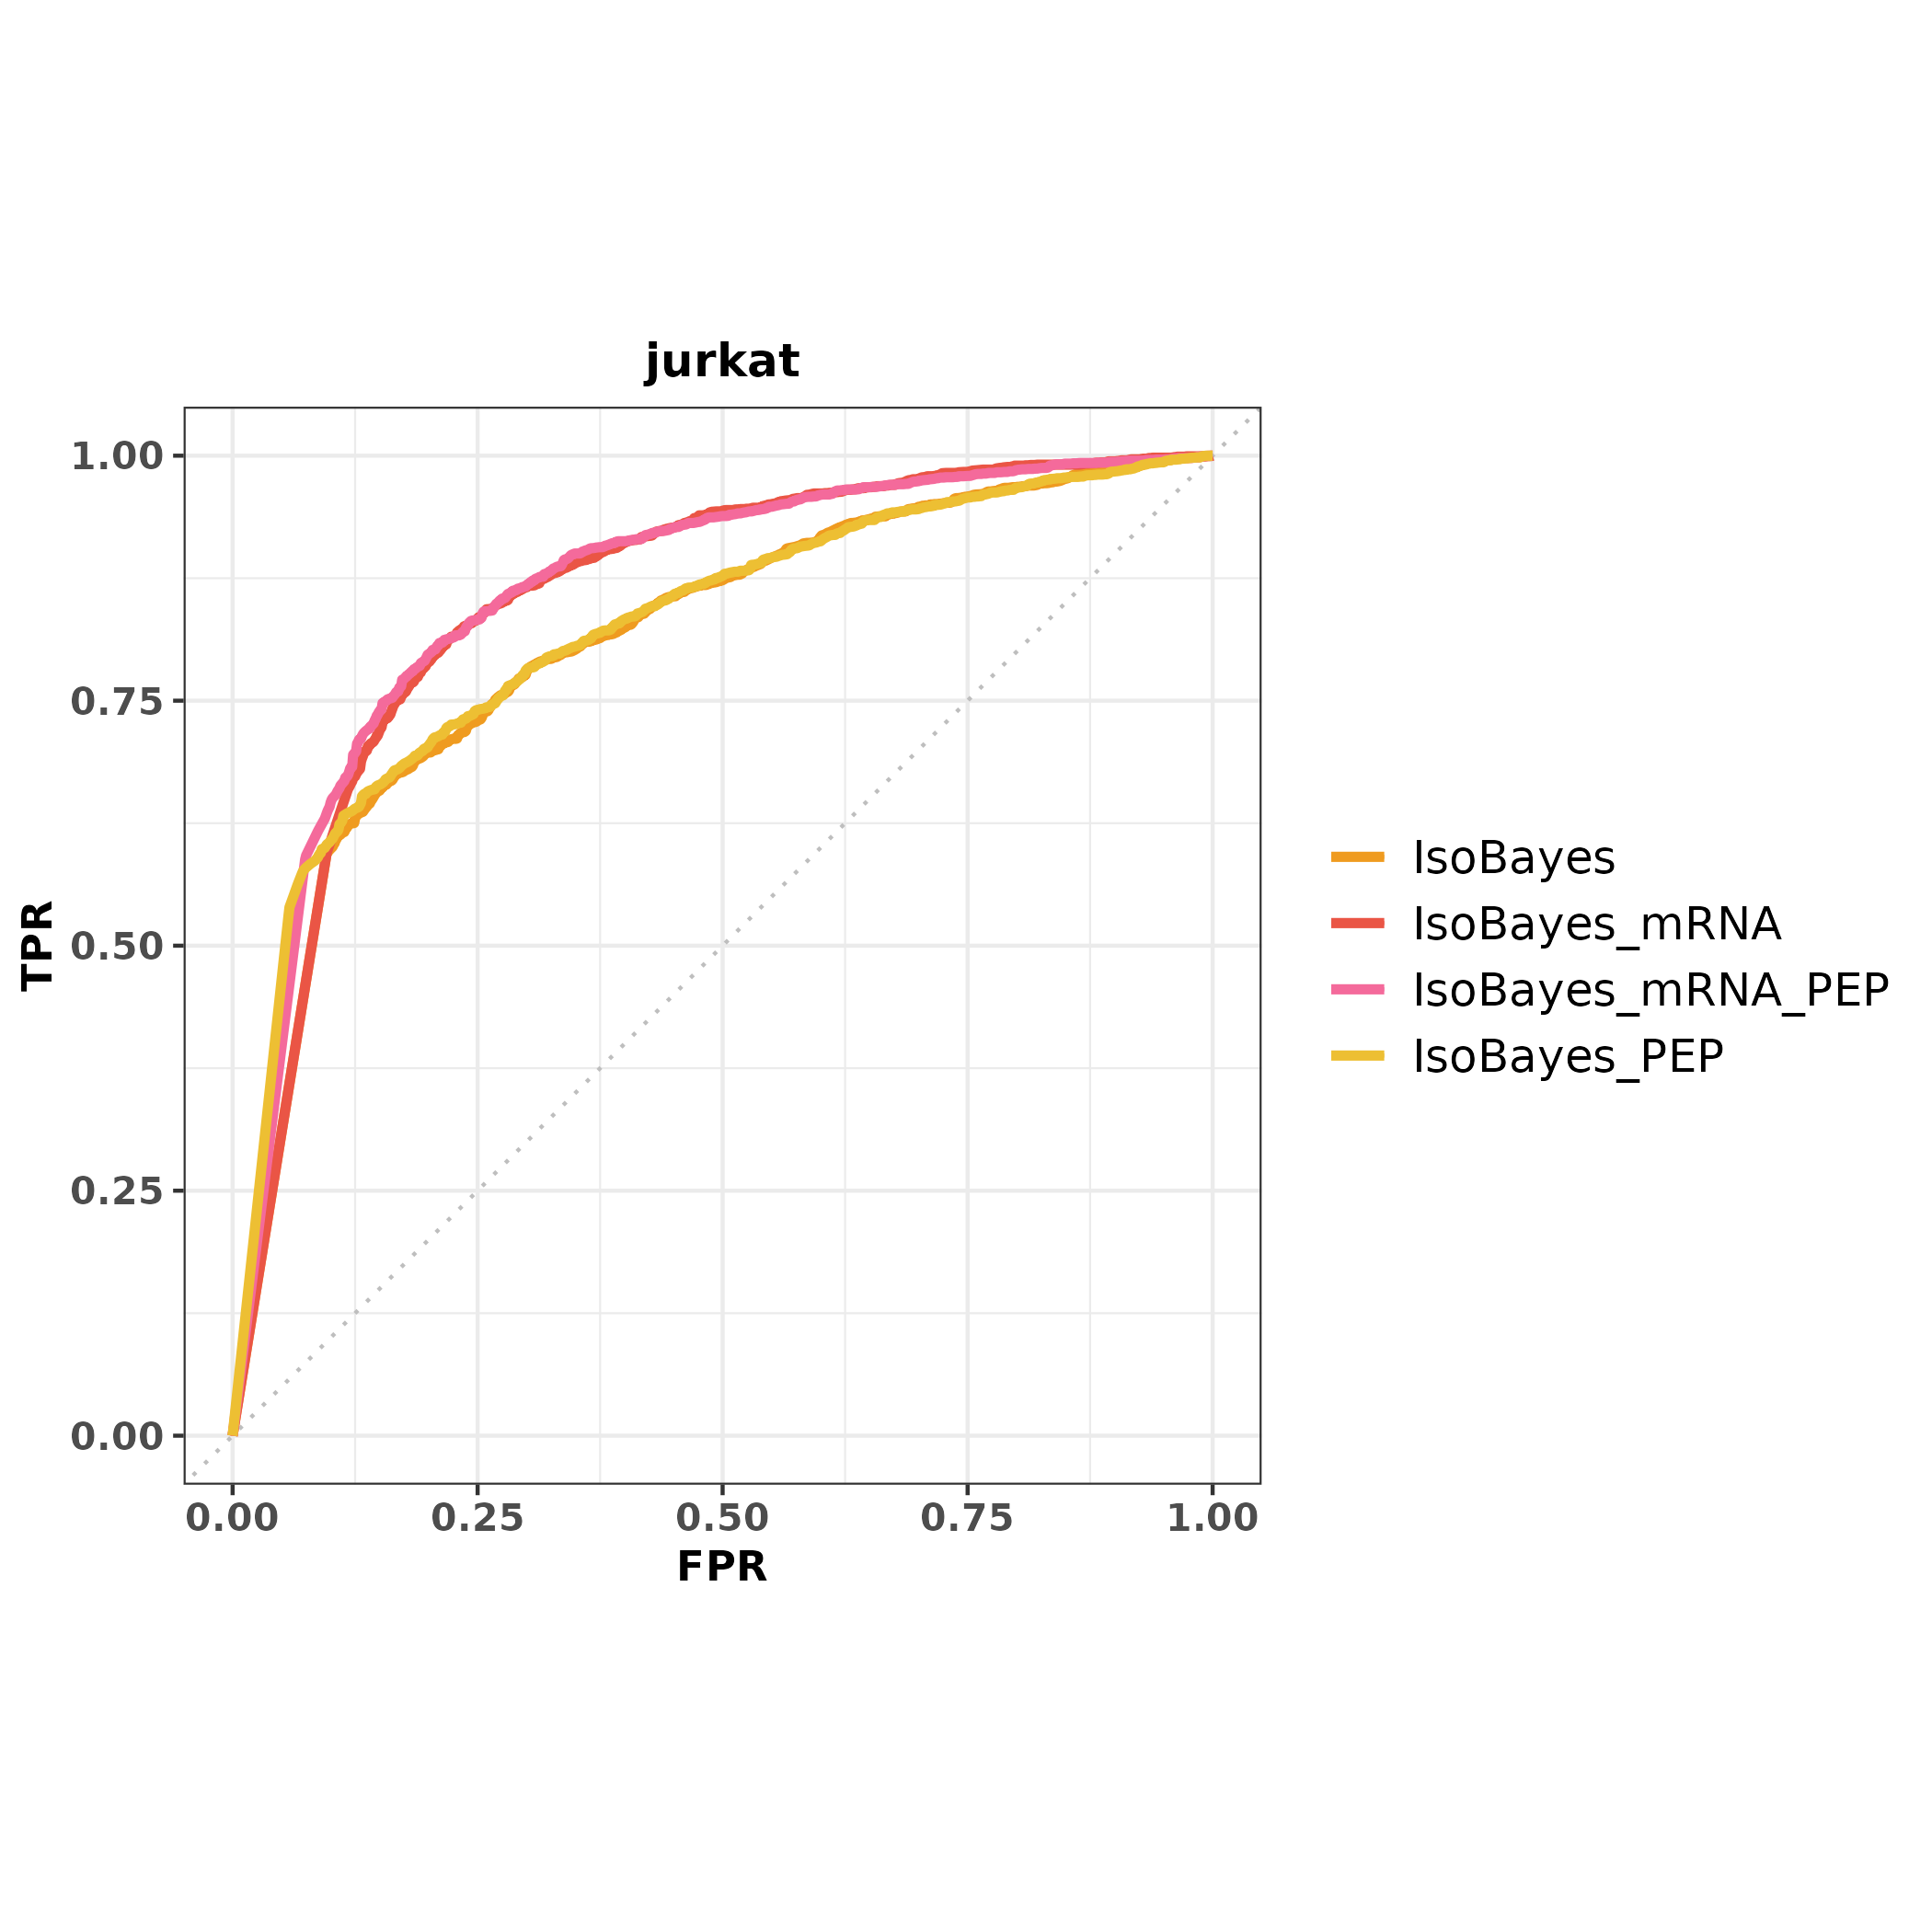 jurkat
1.00
0.75
0.50
0.25
0.00
TPR
0.00 0.25 0.50 0.75 1.00
FPR
IsoBayes
IsoBayes_mRNA
IsoBayes_mRNA_PEP
IsoBayes_PEP